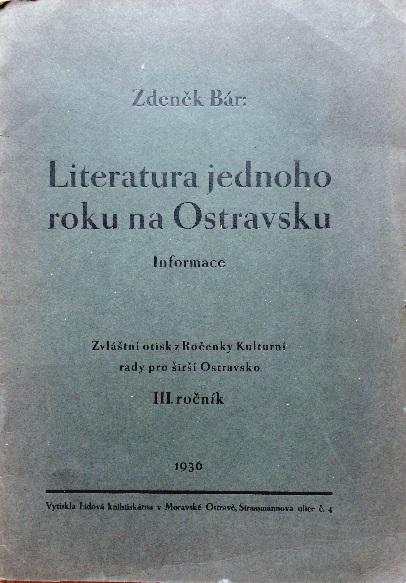 Zdeněk Bár:
Literatura jednoho
roku na Ostravsku
Informace
Zvláštní otisk z Ročenky Kulturní
rady pro širší Ostravsko
III. ročník
1936
Vytiskla Lidová knihtiskárna v Moravské Ostravě, Strassmannova ulice č. 4